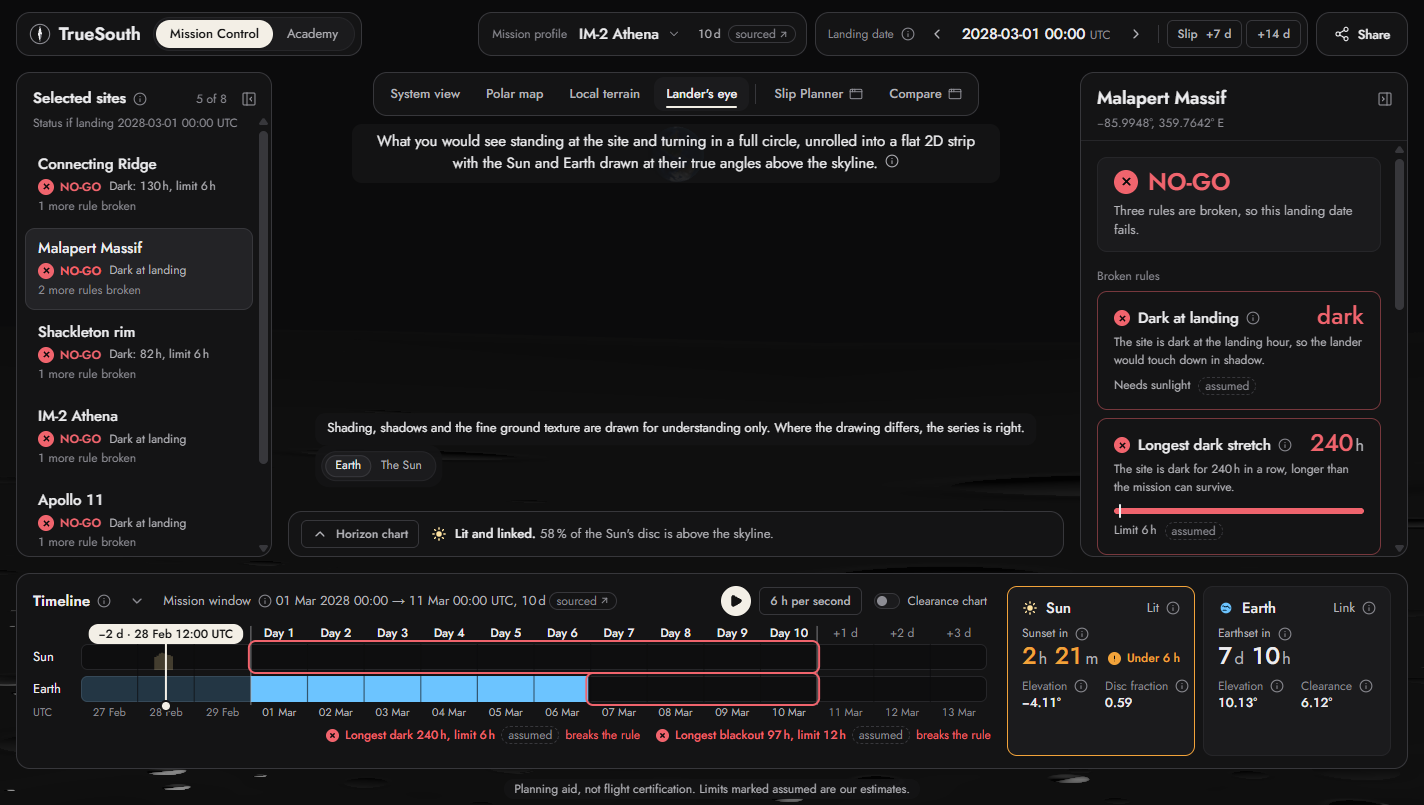 TrueSouth
Mission Control
Academy
Mission profile IM-2 Athena 10 d sourced ↗
Landing date 2028-03-01 00:00 UTC
Slip +7 d +14 d
Share
Selected sites 5 of 8
Status if landing 2028-03-01 00:00 UTC
Connecting Ridge
NO-GO Dark: 130 h, limit 6 h
1 more rule broken
Malapert Massif
NO-GO Dark at landing
2 more rules broken
Shackleton rim
NO-GO Dark: 82 h, limit 6 h
1 more rule broken
IM-2 Athena
NO-GO Dark at landing
1 more rule broken
Apollo 11
NO-GO Dark at landing
1 more rule broken
System view Polar map Local terrain Lander's eye Slip Planner Compare
What you would see standing at the site and turning in a full circle, unrolled into a flat 2D strip
with the Sun and Earth drawn at their true angles above the skyline.
Shading, shadows and the fine ground texture are drawn for understanding only. Where the drawing differs, the series is right.
Earth The Sun
Horizon chart Lit and linked. 58 % of the Sun's disc is above the skyline.
Malapert Massif
−85.9948°, 359.7642° E
NO-GO
Three rules are broken, so this landing date
fails.
Broken rules
Dark at landing dark
The site is dark at the landing hour, so the lander
would touch down in shadow.
Needs sunlight assumed
Longest dark stretch 240 h
The site is dark for 240 h in a row, longer than
the mission can survive.
Limit 6 h assumed
Timeline Mission window 01 Mar 2028 00:00 → 11 Mar 00:00 UTC, 10 d sourced ↗
6 h per second Clearance chart
−2 d · 28 Feb 12:00 UTC Day 1 Day 2 Day 3 Day 4 Day 5 Day 6 Day 7 Day 8 Day 9 Day 10 +1 d +2 d +3 d
Sun
Earth
UTC 27 Feb 28 Feb 29 Feb 01 Mar 02 Mar 03 Mar 04 Mar 05 Mar 06 Mar 07 Mar 08 Mar 09 Mar 10 Mar 11 Mar 12 Mar 13 Mar
Longest dark 240 h, limit 6 h assumed breaks the rule Longest blackout 97 h, limit 12 h assumed breaks the rule
Sun Lit
Sunset in
2 h 21 m Under 6 h
Elevation Disc fraction
−4.11° 0.59
Earth Link
Earthset in
7 d 10 h
Elevation Clearance
10.13° 6.12°
Planning aid, not flight certification. Limits marked assumed are our estimates.